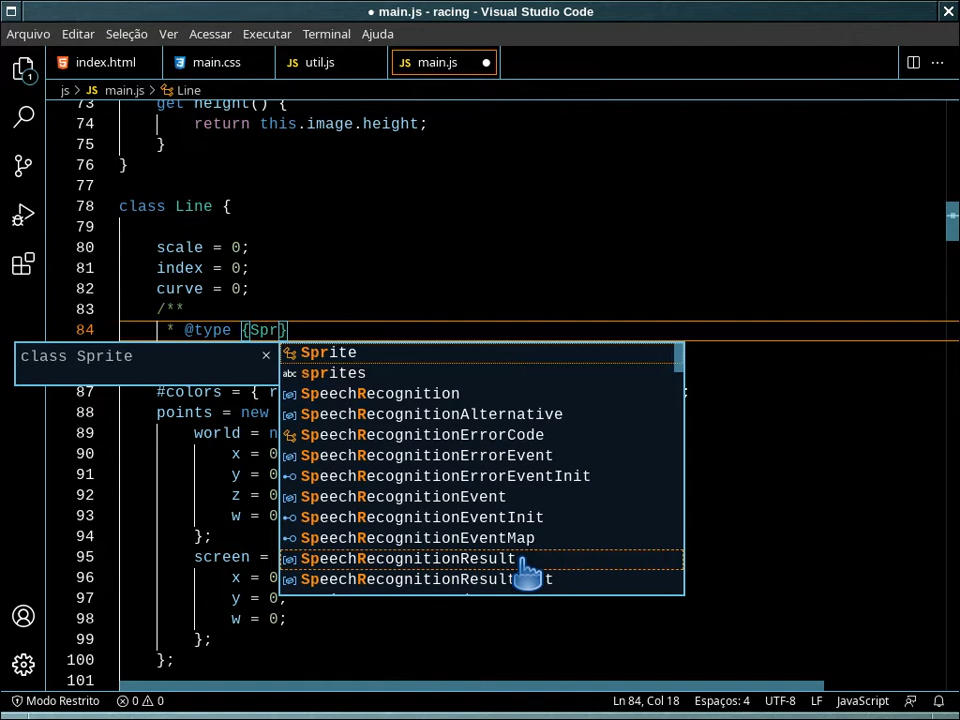 ● main.js - racing - Visual Studio Code
Arquivo Editar Seleção Ver Acessar Executar Terminal Ajuda
index.html main.css JS util.js JS main.js
js > JS main.js > Line
73 get height() {
74 return this.image.height;
75 }
76 }
77
78 class Line {
79
80 scale = 0;
81 index = 0;
82 curve = 0;
83 /**
84 * @type {Spr}
class Sprite ×
Sprite
abc sprites
SpeechRecognition
SpeechRecognitionAlternative
SpeechRecognitionErrorCode
SpeechRecognitionErrorEvent
SpeechRecognitionErrorEventInit
SpeechRecognitionEvent
SpeechRecognitionEventInit
SpeechRecognitionEventMap
SpeechRecognitionResult
87 #colors = { ;
88 points = new
89 world =
90 x = 0
91 y = 0
92 z = 0
93 w = 0
94 };
95 screen =
96 x = 0
97 y = 0;
98 w = 0;
99 };
100 };
101
1
Modo Restrito 0 0 Ln 84, Col 18 Espaços: 4 UTF-8 LF JavaScript